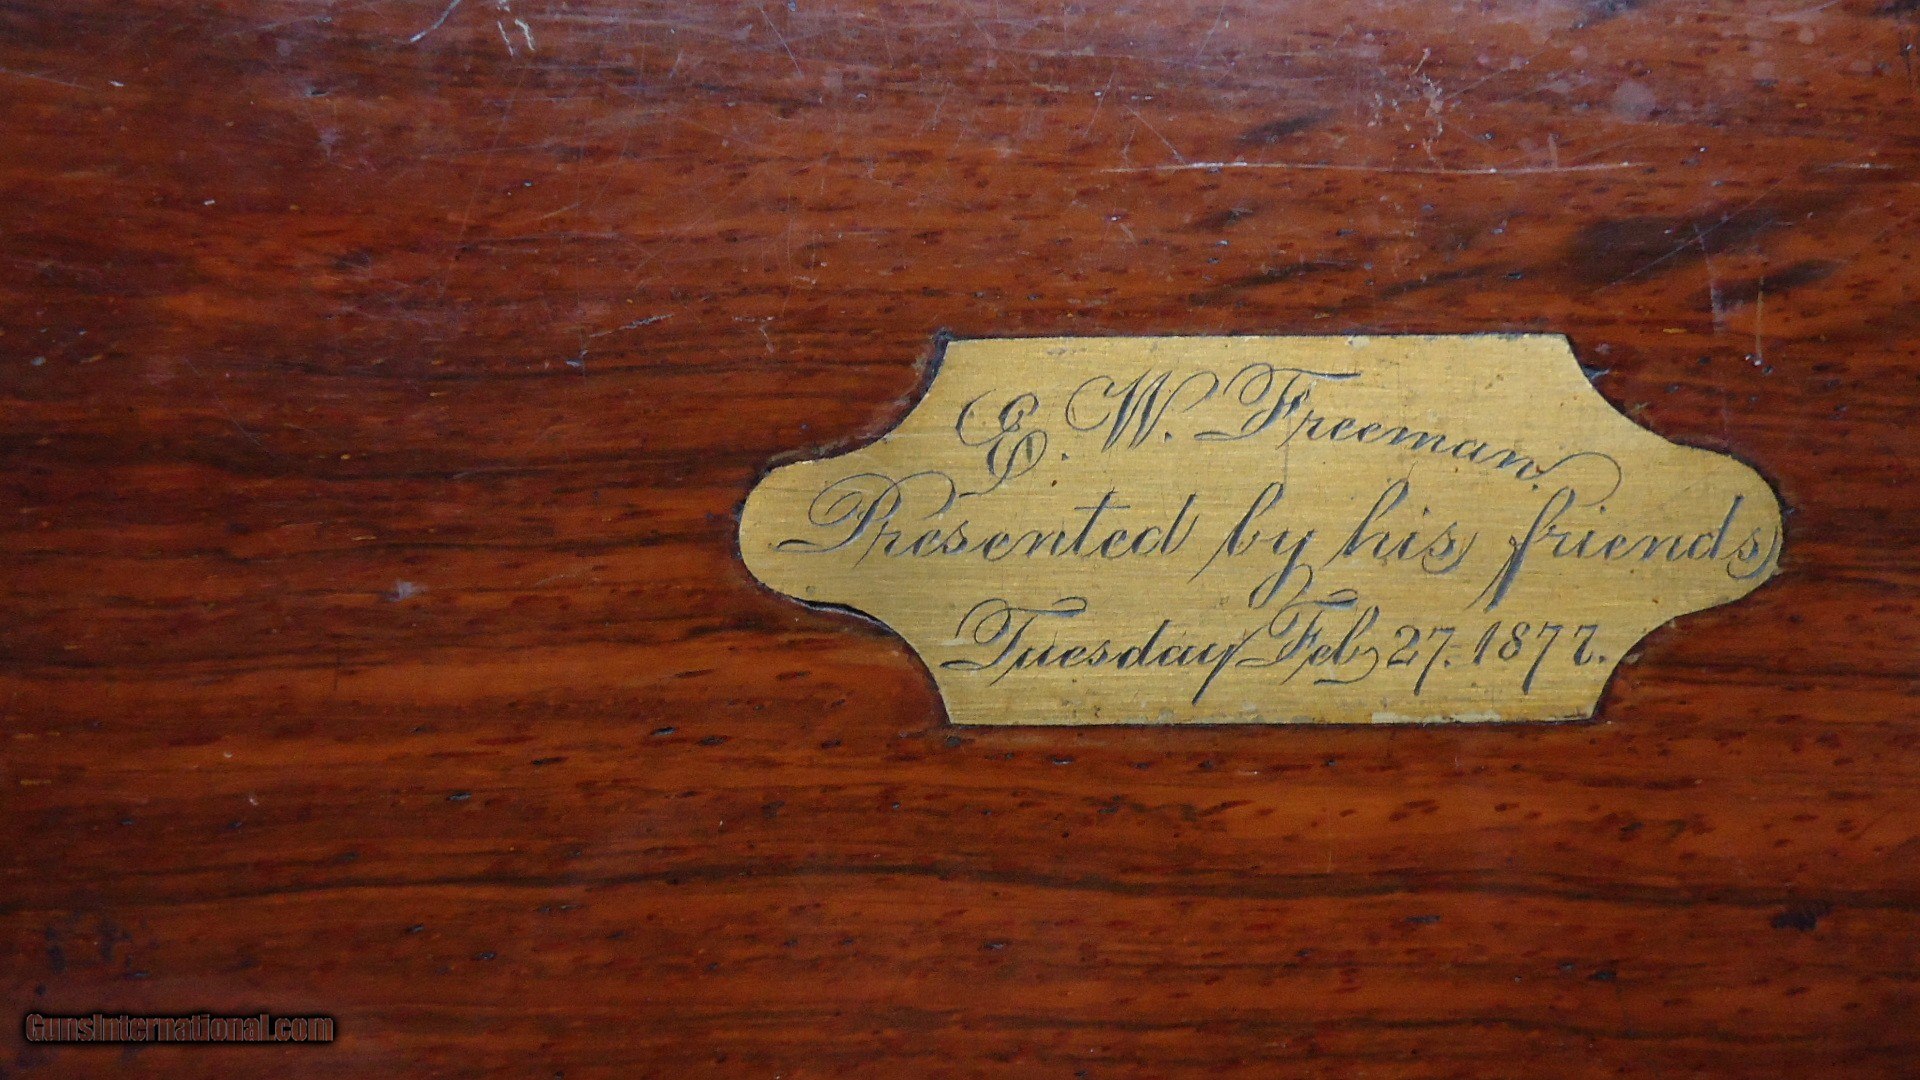 E. W. Freeman.
Presented by his friends
Tuesday Feb 27. 1877.
GunsInternational.com